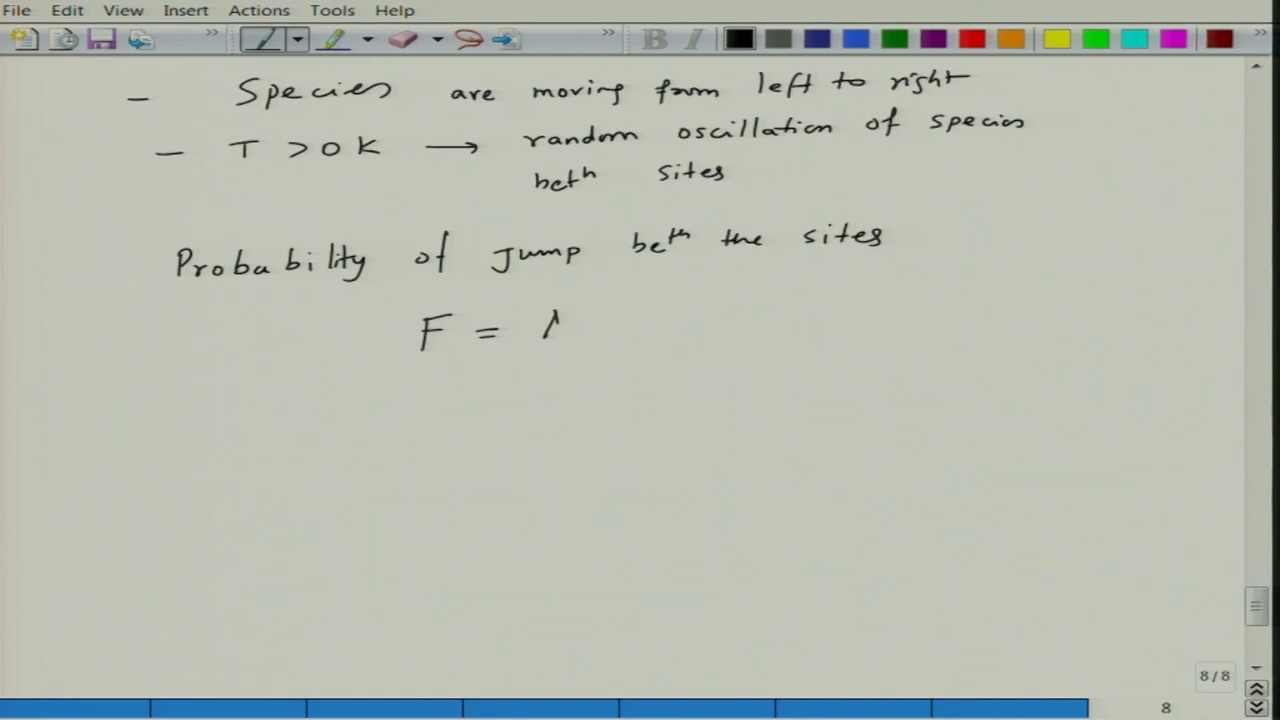 File Edit View Insert Actions Tools Help
B I
- Species are moving from left to right
- T > 0 K → random oscillation of species
betn sites
Probability of Jump betn the sites
F =
8/8
8